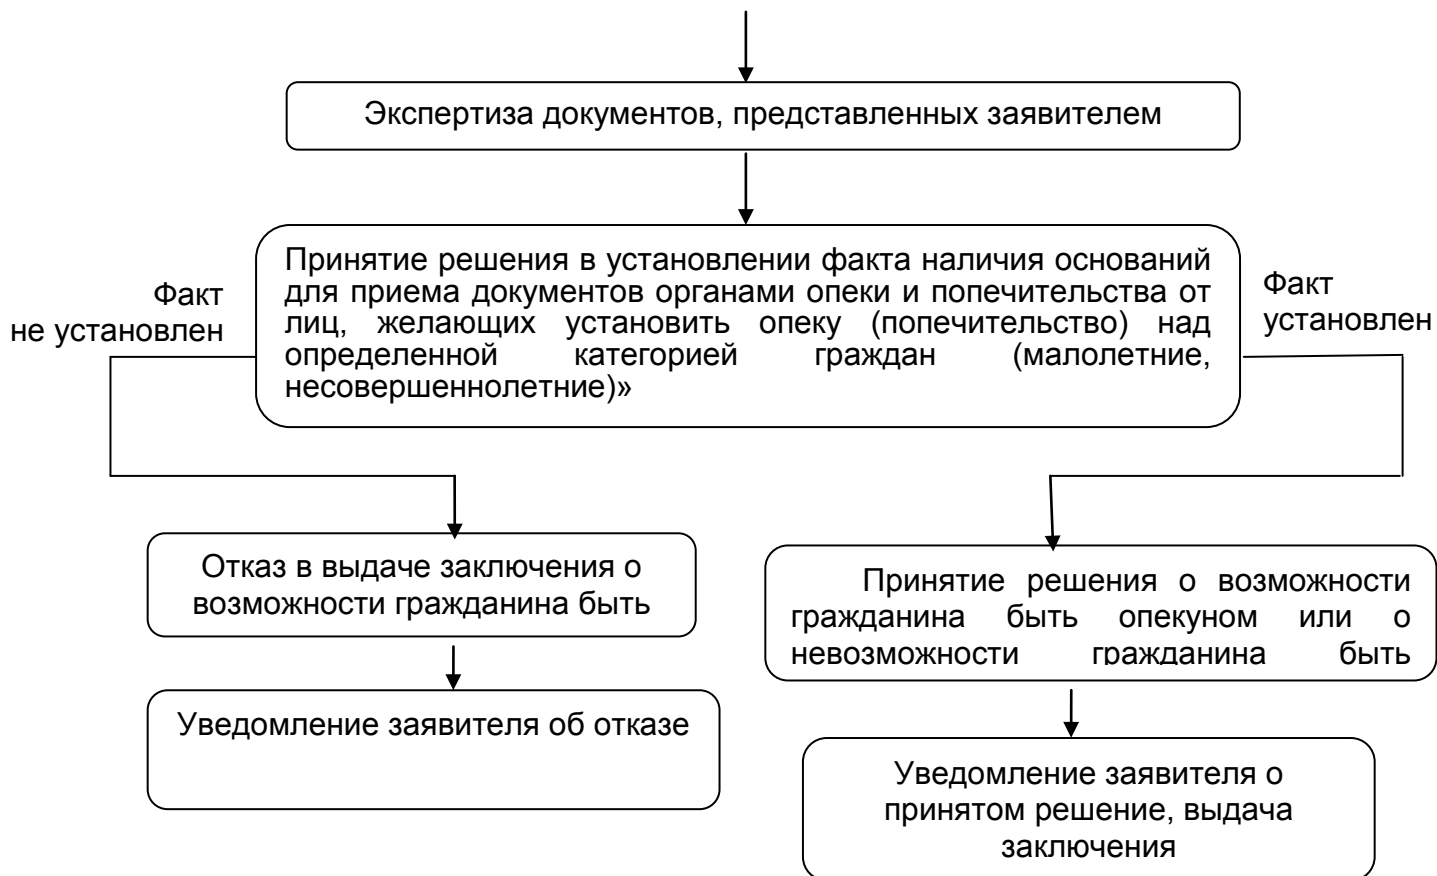 Экспертиза документов, представленных заявителем
Принятие решения в установлении факта наличия оснований
для приема документов органами опеки и попечительства от
лиц, желающих установить опеку (попечительство) над
определенной категорией граждан (малолетние,
несовершеннолетние)»
Факт
не установлен
Факт
установлен
Отказ в выдаче заключения о
возможности гражданина быть
Принятие решения о возможности
гражданина быть опекуном или о
невозможности гражданина быть
Уведомление заявителя об отказе
Уведомление заявителя о
принятом решение, выдача
заключения